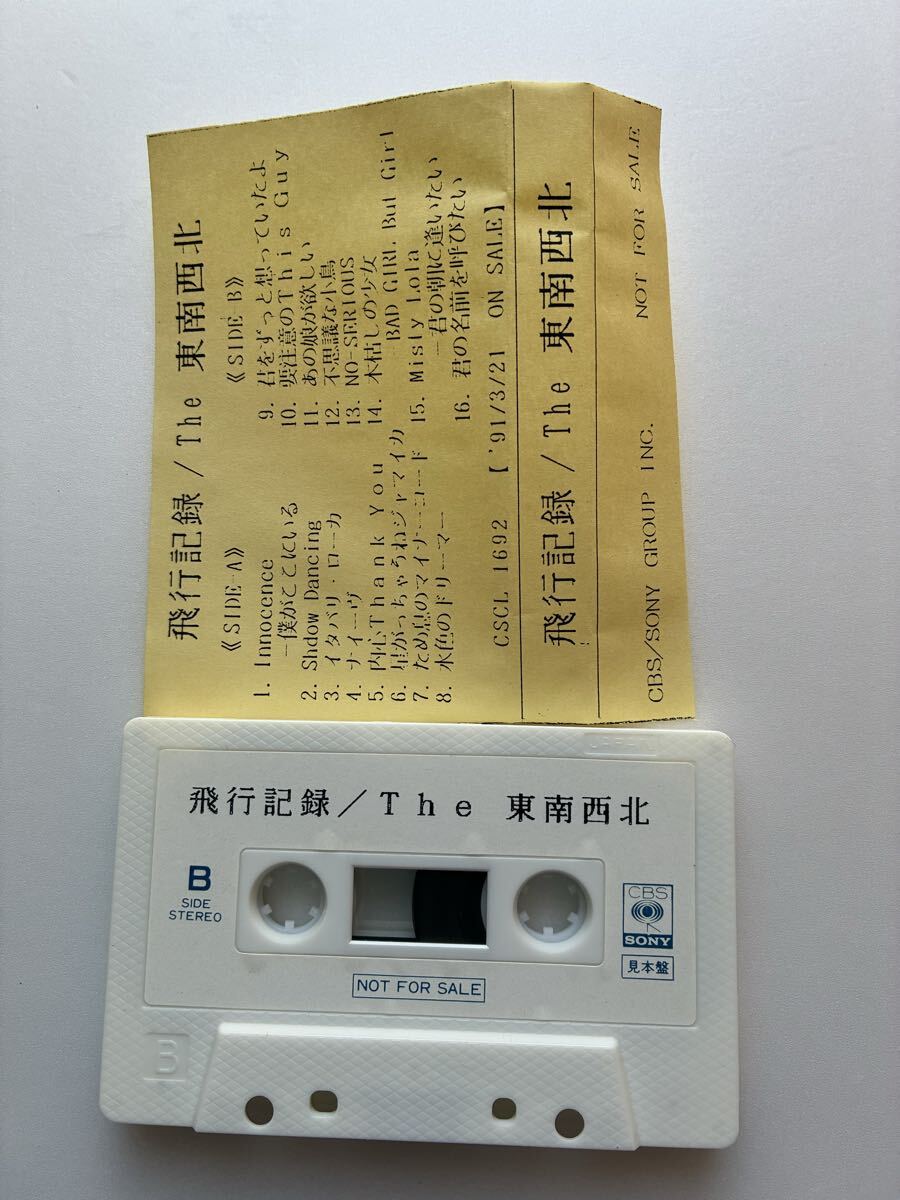 飛行記録/The 東南西北
《SIDE-A》
1. Innocence
−僕がここにいる
2. Shdow Dancing
3. イタバリ・ローカ
4. ナイーヴ
5. 内心Thank You
6. 星がっちゃうわジャマイカ
7. ため息のマイナーコード
8. 水色のドリーマー
《SIDE B》
9. 君をずっと想っていたよ
10. 要注意のThis Guy
11. あの娘が欲しい
12. 不思議な小鳥
13. NO-SERIOUS
14. 木枯しの少女
−BAD GIRL But Girl
15. Misty Lola
−君の朝に逢いたい
16. 君の名前を呼びたい
CSCL 1692 【'91/3/21 ON SALE】
飛行記録/The 東南西北
CBS/SONY GROUP INC. NOT FOR SALE
JAPAN
飛行記録/The 東南西北
B
SIDE
STEREO
CBS
SONY
見本盤
NOT FOR SALE
B